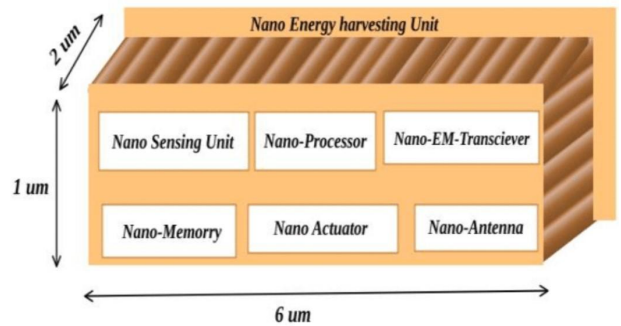 Nano Energy harvesting Unit
2 um
Nano Sensing Unit
Nano-Processor
Nano-EM-Transciever
1 um
Nano-Memorry
Nano Actuator
Nano-Antenna
6 um